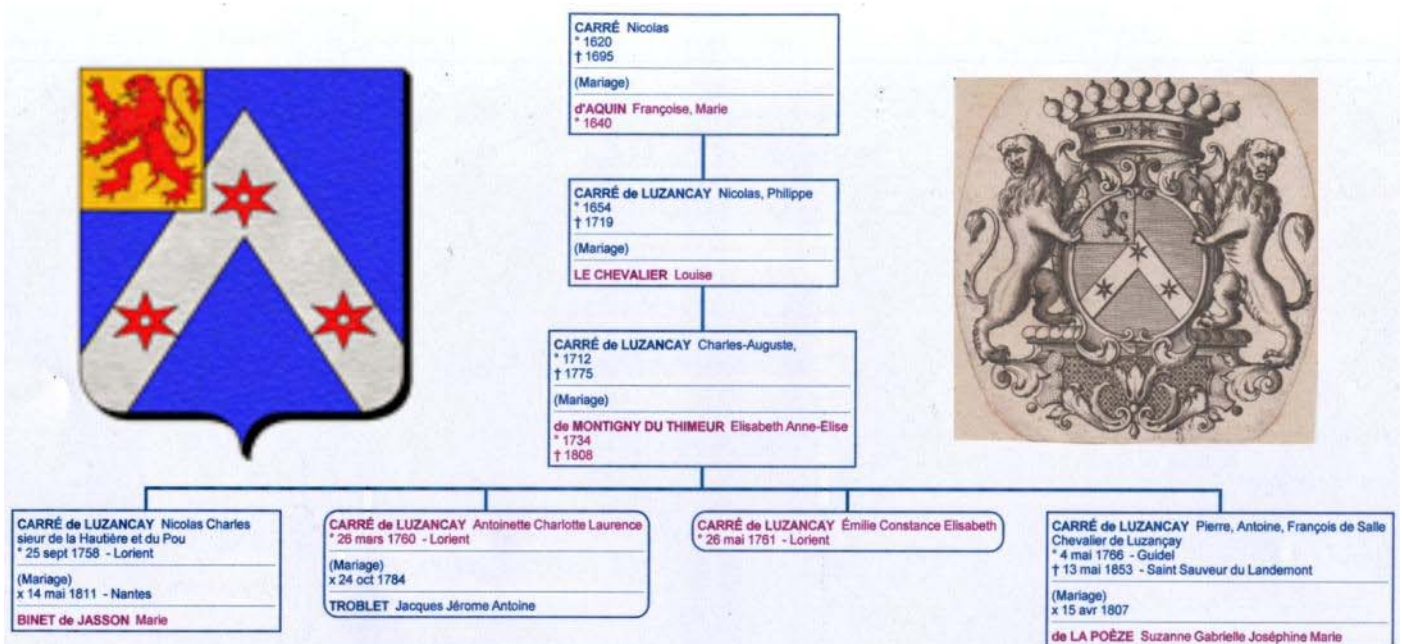 CARRÉ Nicolas
° 1620
† 1695
(Mariage)
d'AQUIN Françoise, Marie
° 1640
CARRÉ de LUZANCAY Nicolas, Philippe
° 1654
† 1719
(Mariage)
LE CHEVALIER Louise
CARRÉ de LUZANCAY Charles-Auguste,
° 1712
† 1775
(Mariage)
de MONTIGNY DU THIMEUR Elisabeth Anne-Elise
° 1734
† 1808
CARRÉ de LUZANCAY Nicolas Charles
sieur de la Hautière et du Pou
° 25 sept 1758 - Lorient
(Mariage)
x 14 mai 1811 - Nantes
BINET de JASSON Marie
CARRÉ de LUZANCAY Antoinette Charlotte Laurence
° 26 mars 1760 - Lorient
(Mariage)
x 24 oct 1784
TROBLET Jacques Jérome Antoine
CARRÉ de LUZANCAY Émilie Constance Elisabeth
° 26 mai 1761 - Lorient
CARRÉ de LUZANCAY Pierre, Antoine, François de Salle
Chevalier de Luzançay
° 4 mai 1766 - Guidel
† 13 mai 1853 - Saint Sauveur du Landemont
(Mariage)
x 15 avr 1807
de LA POËZE Suzanne Gabrielle Joséphine Marie